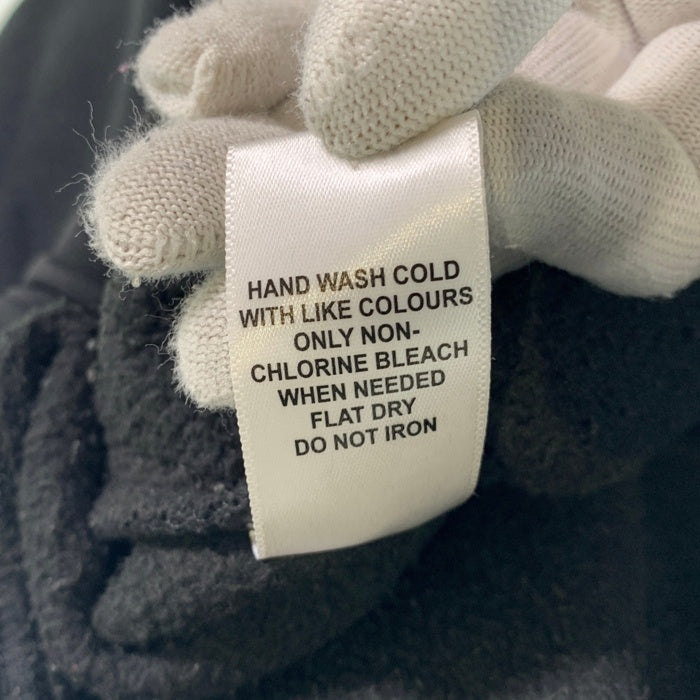 HAND WASH COLD
WITH LIKE COLOURS
ONLY NON-
CHLORINE BLEACH
WHEN NEEDED
FLAT DRY
DO NOT IRON